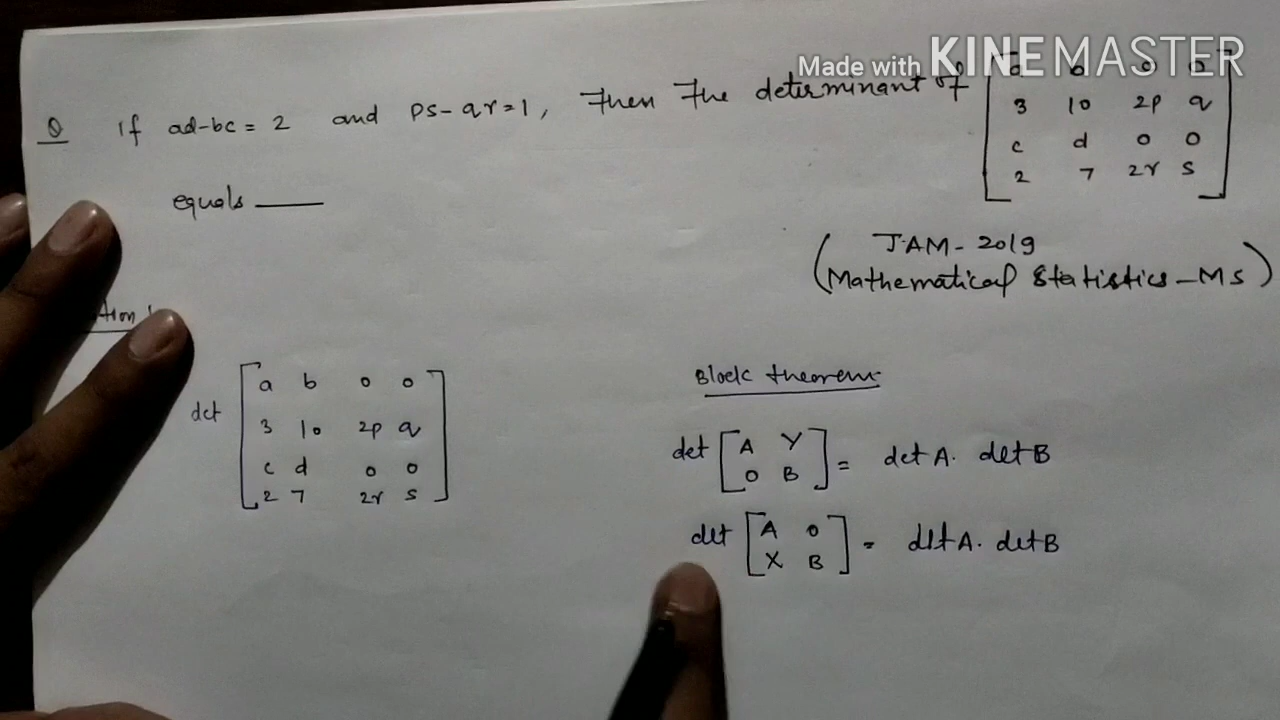 Made with KINEMASTER
Q If ad-bc = 2 and ps-qr=1, Then The determinant of
b 0 0
3 10 2p q
c d 0 0
2 7 2r s
equals ____
(JAM-2019
Mathematical Statistics-MS)
det [a b 0 0
3 10 2p q
c d 0 0
2 7 2r s]
Block theorem
det [A Y
0 B] = det A. det B
det [A 0
X B] = det A. det B